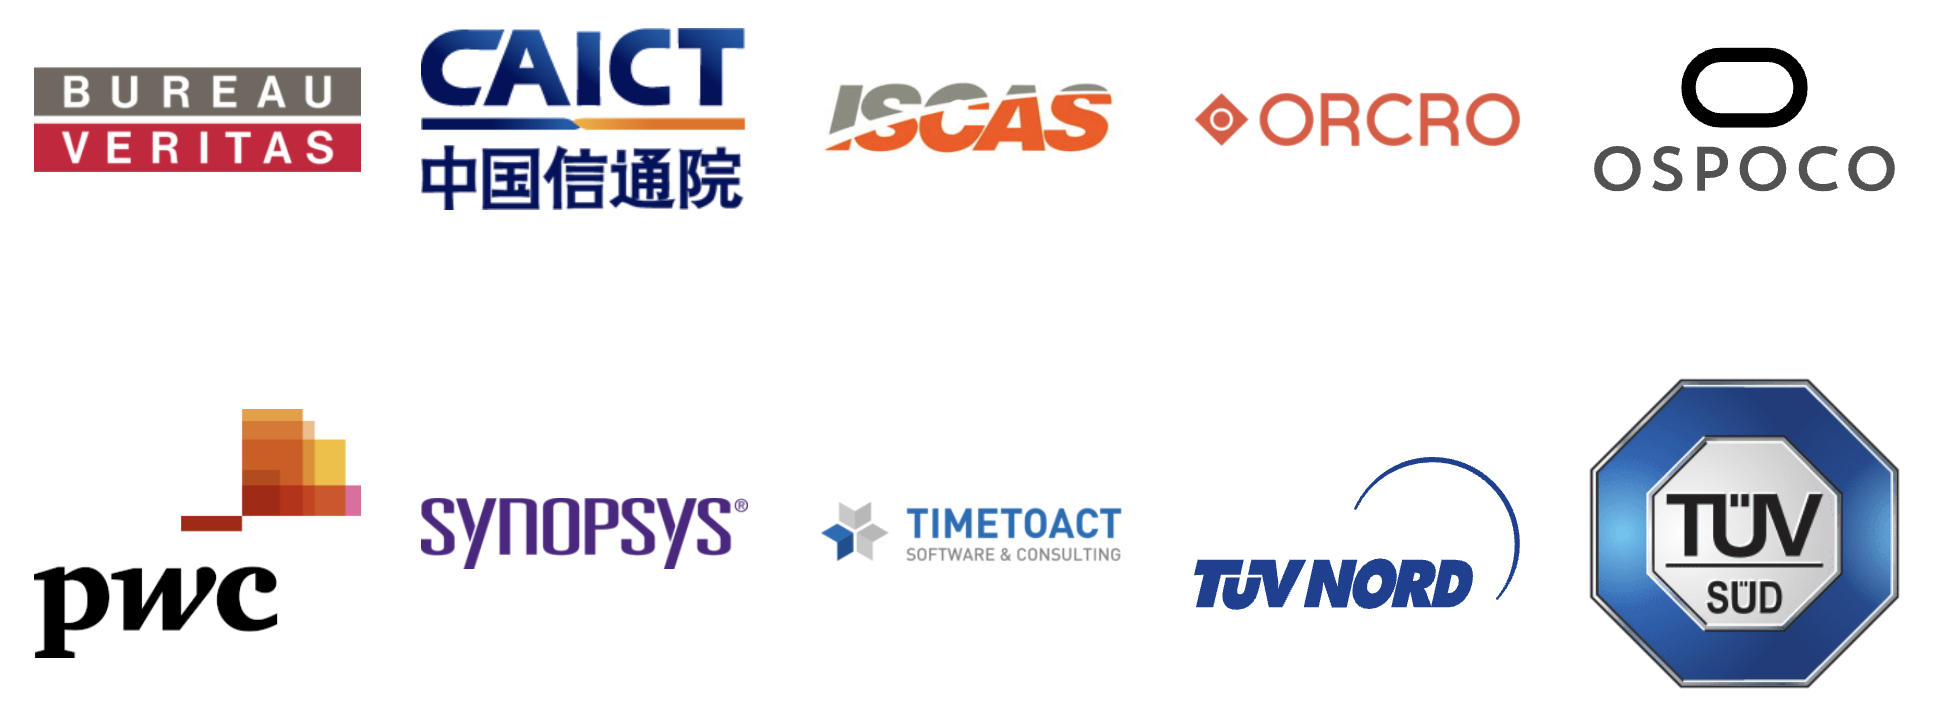 BUREAU
VERITAS
CAICT
中国信通院
ISCAS
ORCRO
OSPOCO
pwc
SYNOPSYS®
TIMETOACT
SOFTWARE & CONSULTING
TÜV NORD
TÜV
SÜD